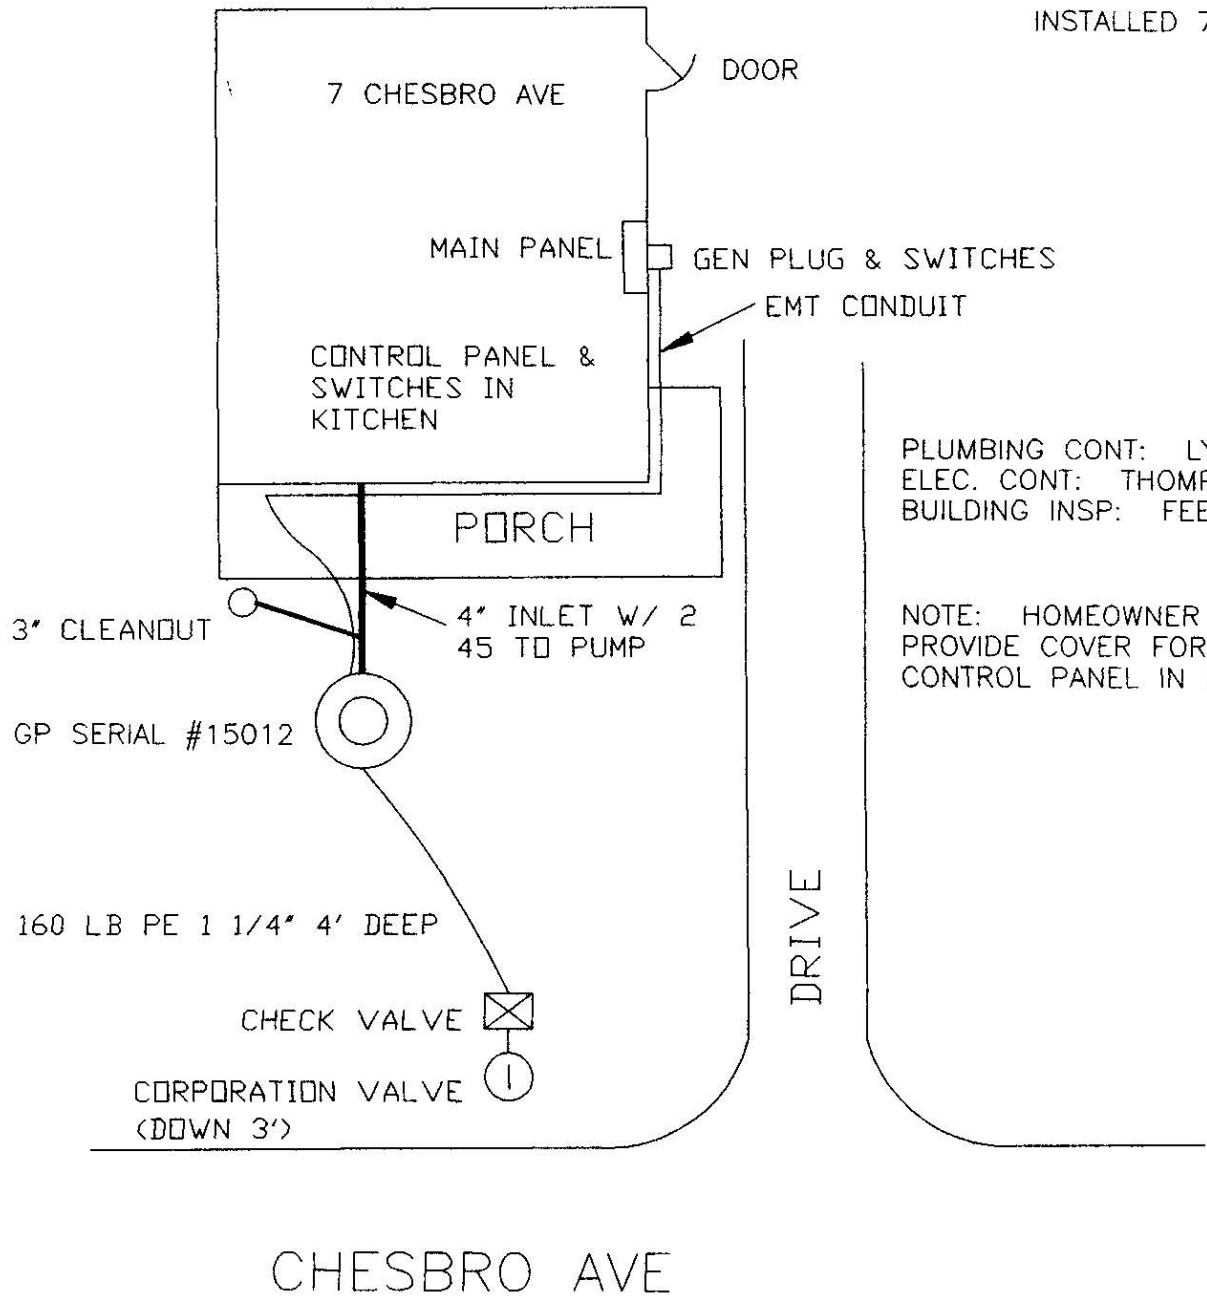 INSTALLED 7
DOOR
7 CHESBRO AVE
MAIN PANEL
GEN PLUG & SWITCHES
EMT CONDUIT
CONTROL PANEL &
SWITCHES IN
KITCHEN
PLUMBING CONT:
ELEC. CONT:
BUILDING INSP:
PORCH
3" CLEANOUT
4" INLET W/ 2
45 TO PUMP
NOTE: HOMEOWNER
PROVIDE COVER FOR
CONTROL PANEL IN
GP SERIAL #15012
160 LB PE 1 1/4" 4' DEEP
DRIVE
CHECK VALVE
CORPORATION VALVE
(DOWN 3')
CHESBRO AVE